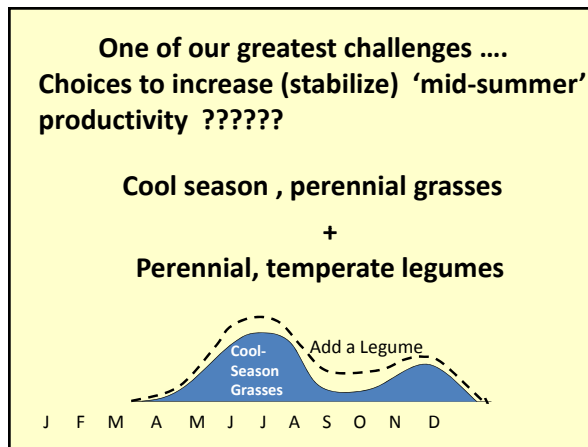 One of our greatest challenges ….
Choices to increase (stabilize) ‘mid-summer’
productivity ??????
Cool season , perennial grasses
+
Perennial, temperate legumes
Add a Legume
Cool-
Season
Grasses
J F M A M J J A S O N D